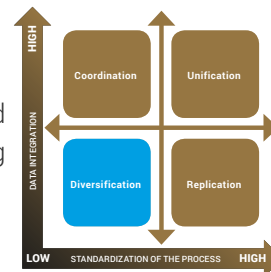 HIGH
Coordination
Unification
DATA INTEGRATION
Diversification
Replication
LOW
STANDARDIZATION OF THE PROCESS
HIGH